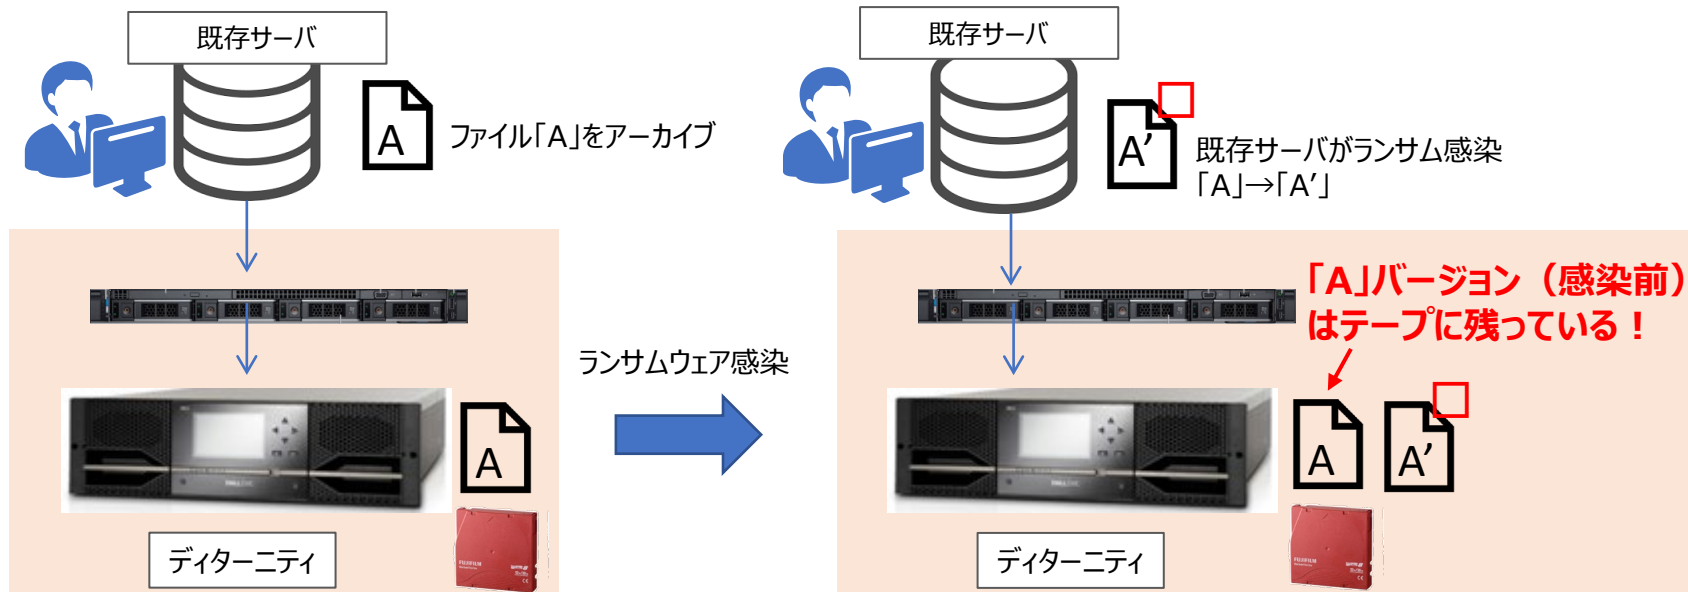 既存サーバ
A
ファイル「A」をアーカイブ
A
ディターニティ
FUJIFILM
ランサムウェア感染
既存サーバ
A’
既存サーバがランサム感染
「A」→「A’」
「A」バージョン（感染前）
はテープに残っている！
A
A’
ディターニティ
FUJIFILM